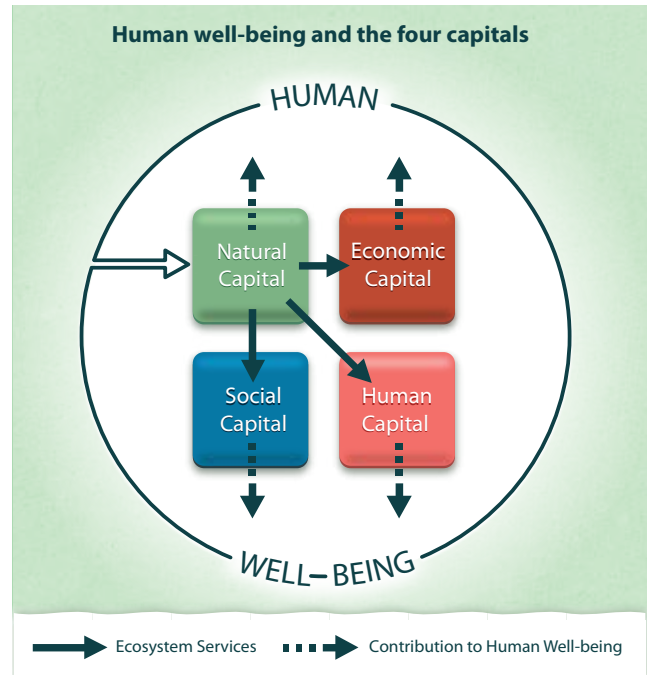 Human well-being and the four capitals
HUMAN
Natural
Capital
Economic
Capital
Social
Capital
Human
Capital
WELL–BEING
Ecosystem Services
Contribution to Human Well-being